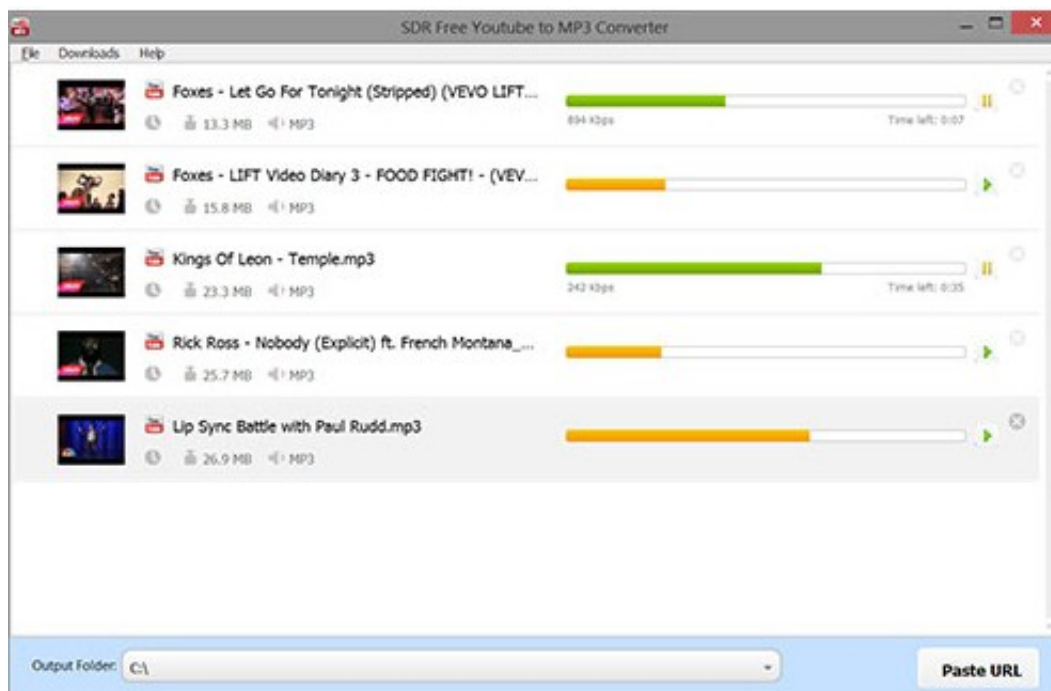 SDR Free Youtube to MP3 Converter
File Downloads Help
Foxes - Let Go For Tonight (Stripped) (VEVO LIFT...
13.3 MB MP3
894 kbps Time left: 0:07
Foxes - LIFT Video Diary 3 - FOOD FIGHT! - (VEV...
15.8 MB MP3
Kings Of Leon - Temple.mp3
23.3 MB MP3
242 kbps Time left: 0:35
Rick Ross - Nobody (Explicit) ft. French Montana_...
25.7 MB MP3
Lip Sync Battle with Paul Rudd.mp3
26.9 MB MP3
Output Folder: C:\
Paste URL